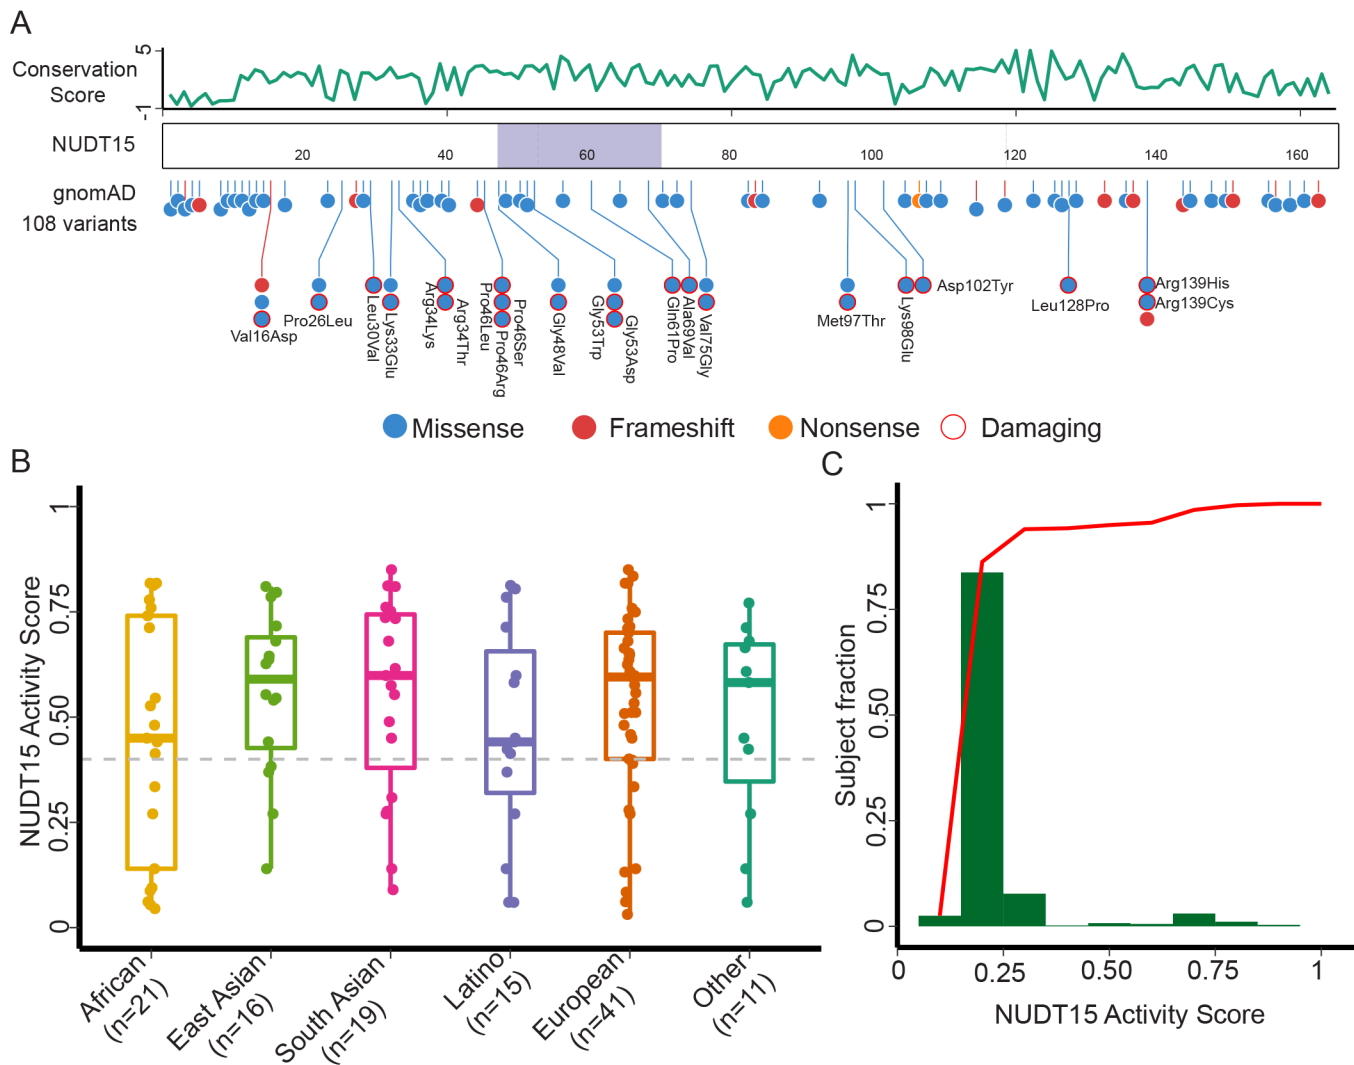 A
Conservation
Score
5
-1
NUDT15
20
40
60
80
100
120
140
160
gnomAD
108 variants
Val16Asp
Pro26Leu
Leu30Val
Lys33Glu
Arg34Lys
Arg34Thr
Pro46Leu
Pro46Ser
Pro46Arg
Gly48Val
Gly53Trp
Gly53Asp
Gln61Pro
Ala69Val
Val75Gly
Met97Thr
Lys98Glu
Asp102Tyr
Leu128Pro
Arg139His
Arg139Cys
Missense
Frameshift
Nonsense
Damaging
B
NUDT15 Activity Score
1
0.75
0.50
0.25
0
African
(n=21)
East Asian
(n=16)
South Asian
(n=19)
Latino
(n=15)
European
(n=41)
Other
(n=11)
C
Subject fraction
1
0.75
0.50
0.25
0
0
0.25
0.50
0.75
1
NUDT15 Activity Score